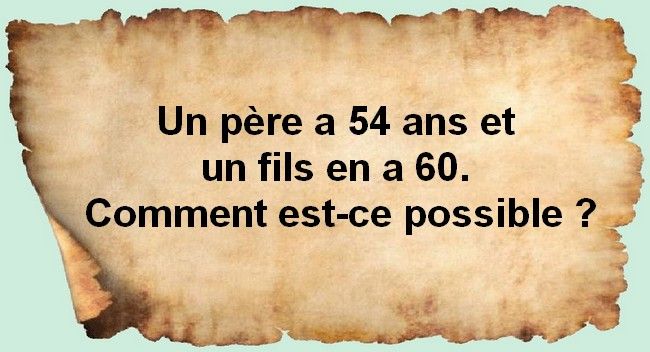 Un père a 54 ans et
un fils en a 60.
Comment est-ce possible ?